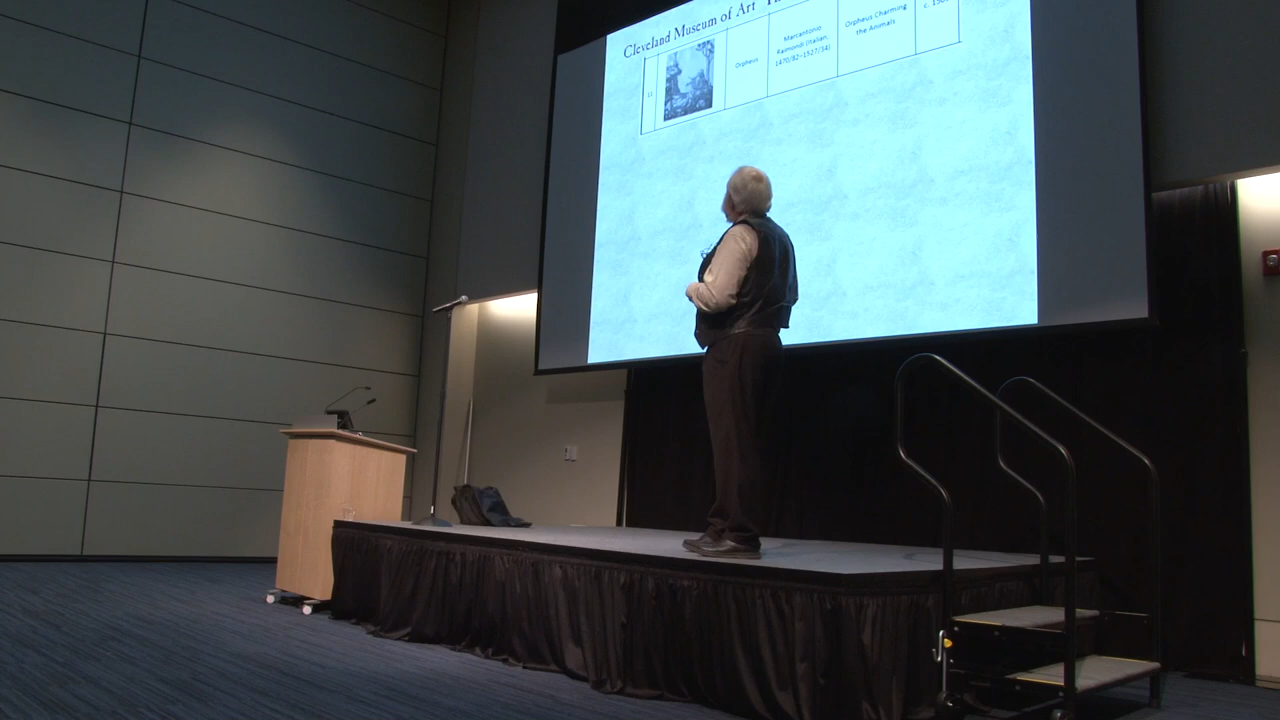 Cleveland Museum of Art
11
Orpheus
Marcantonio
Raimondi (Italian,
1470/82–1527/34)
Orpheus Charming
the Animals